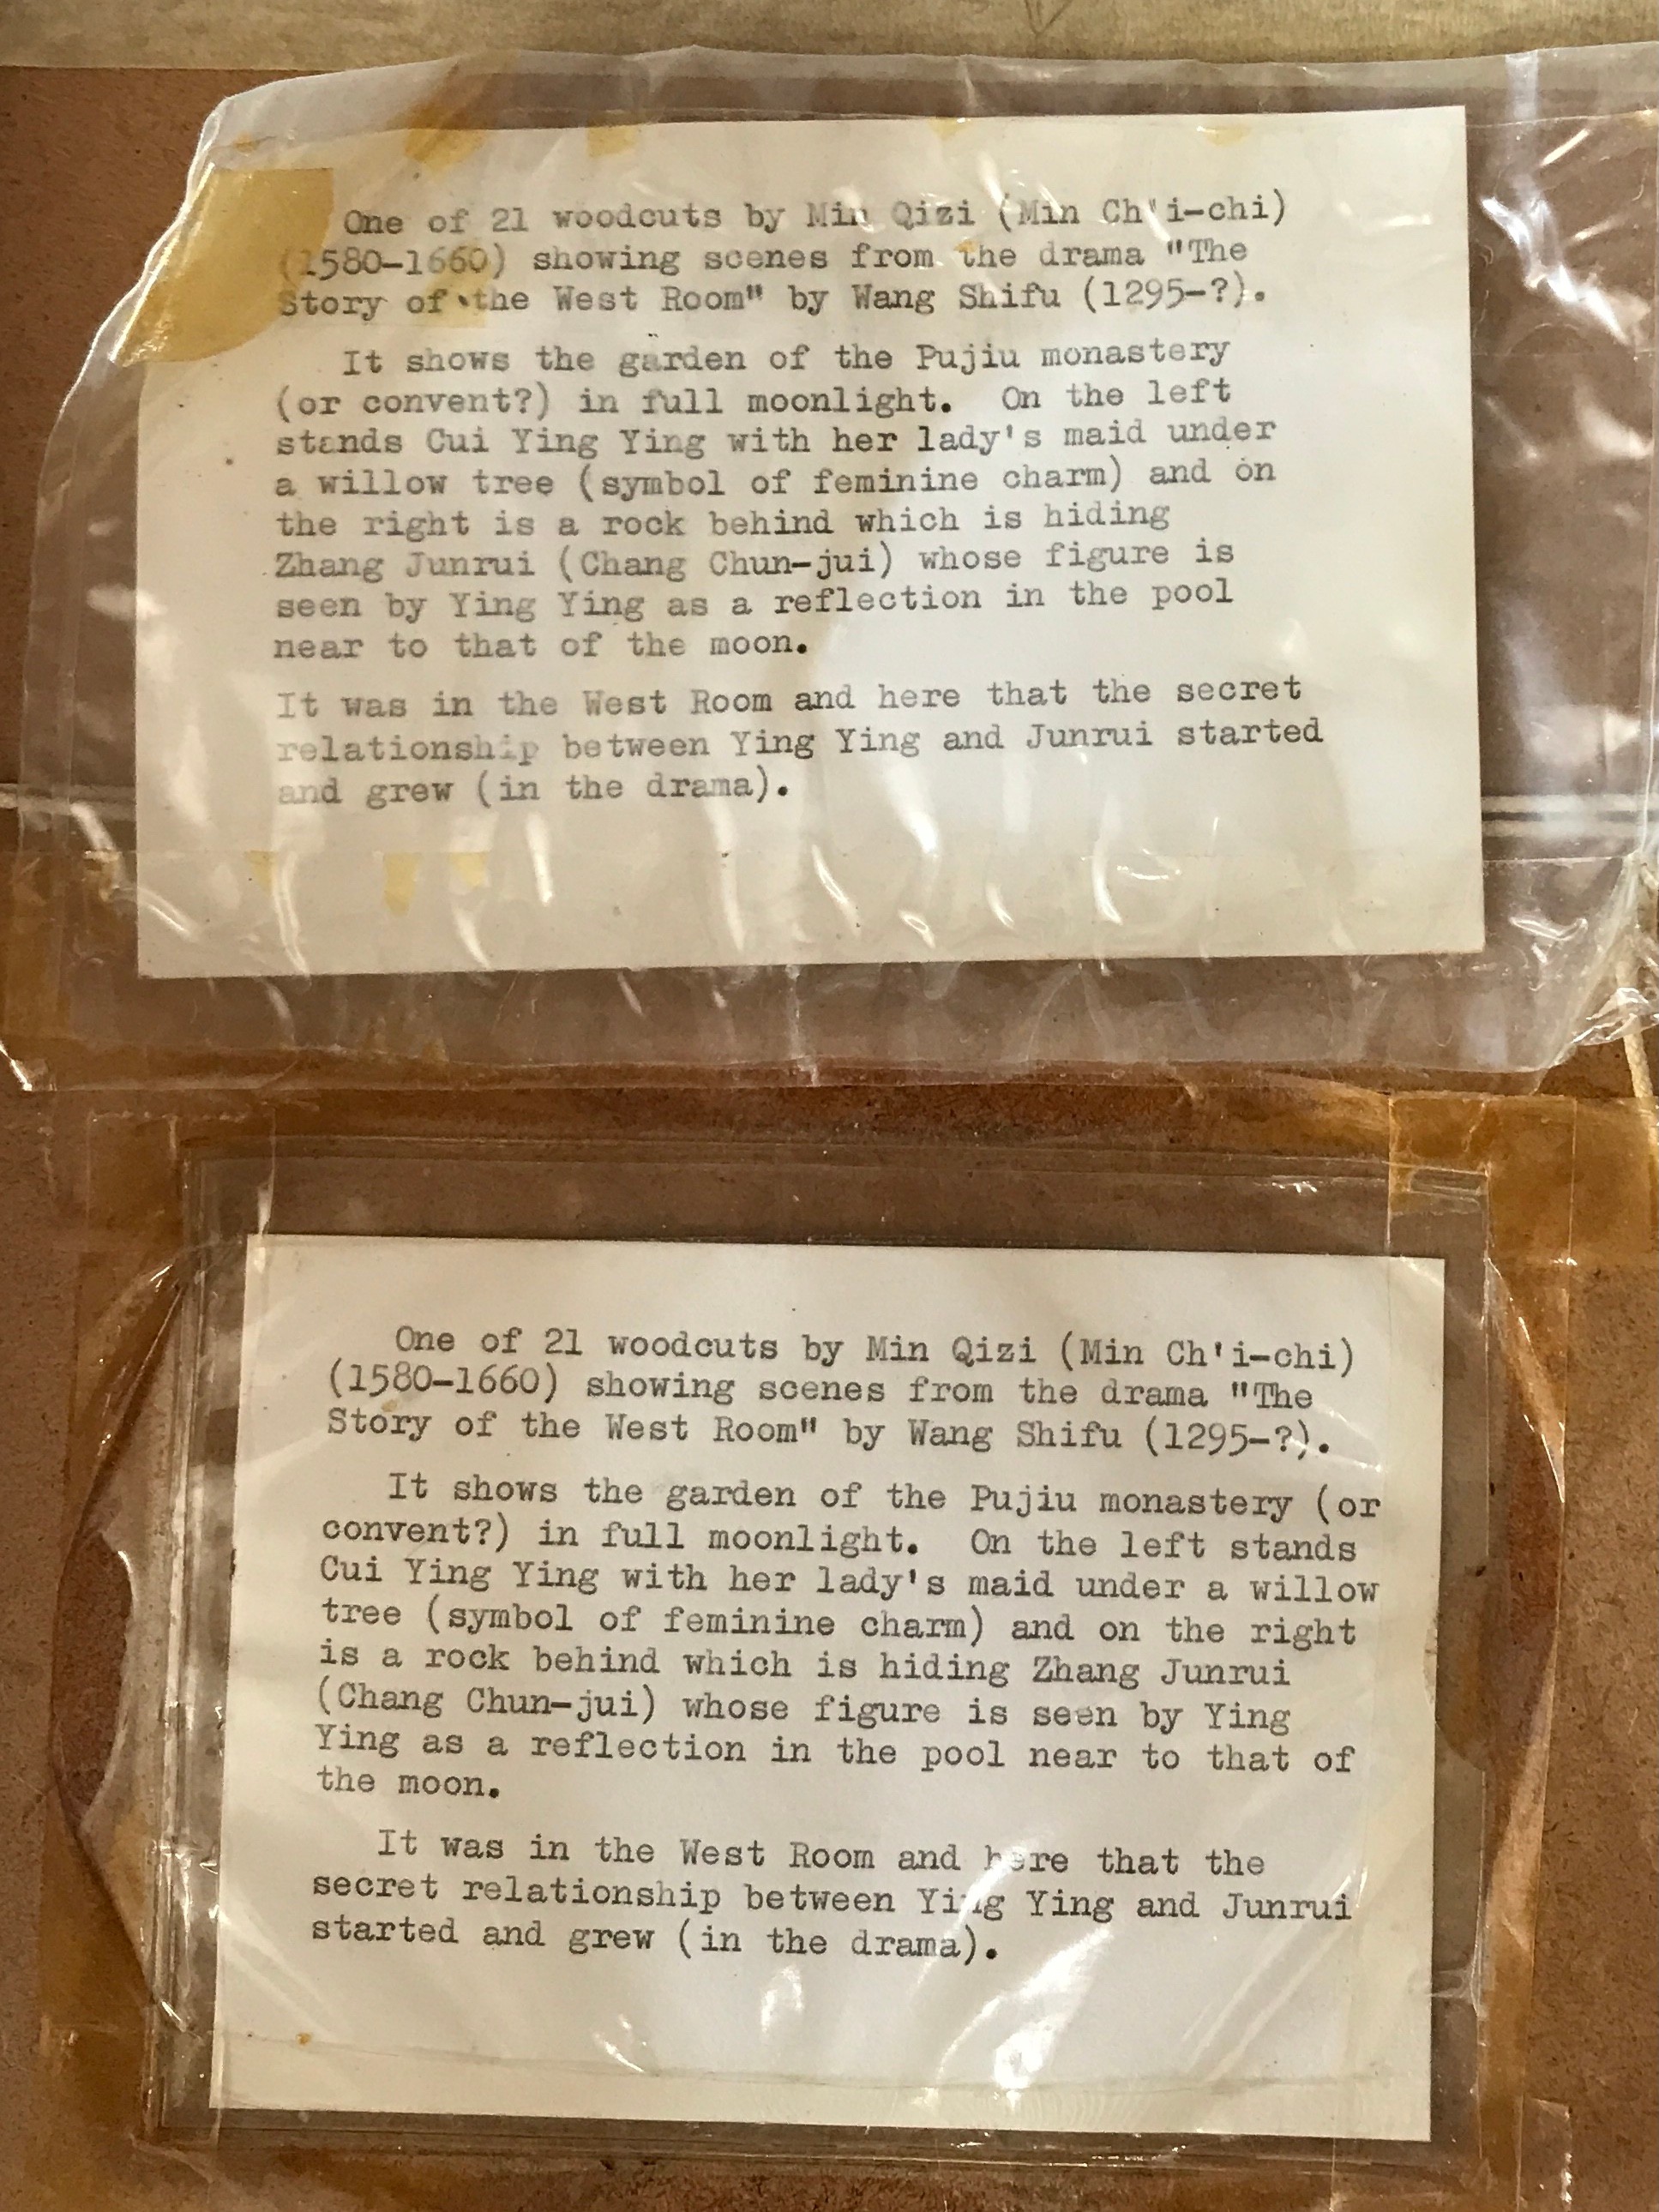 One of 21 woodcuts by Min Qizi (Min Ch'i-chi)
(1580-1660) showing scenes from the drama "The
Story of the West Room" by Wang Shifu (1295-?).
It shows the garden of the Pujiu monastery
(or convent?) in full moonlight. On the left
stands Cui Ying Ying with her lady's maid under
a willow tree (symbol of feminine charm) and on
the right is a rock behind which is hiding
Zhang Junrui (Chang Chun-jui) whose figure is
seen by Ying Ying as a reflection in the pool
near to that of the moon.
It was in the West Room and here that the secret
relationship between Ying Ying and Junrui started
and grew (in the drama).
One of 21 woodcuts by Min Qizi (Min Ch'i-chi)
(1580-1660) showing scenes from the drama "The
Story of the West Room" by Wang Shifu (1295-?).
It shows the garden of the Pujiu monastery (or
convent?) in full moonlight. On the left stands
Cui Ying Ying with her lady's maid under a willow
tree (symbol of feminine charm) and on the right
is a rock behind which is hiding Zhang Junrui
(Chang Chun-jui) whose figure is seen by Ying
Ying as a reflection in the pool near to that of
the moon.
It was in the West Room and here that the
secret relationship between Ying Ying and Junrui
started and grew (in the drama).